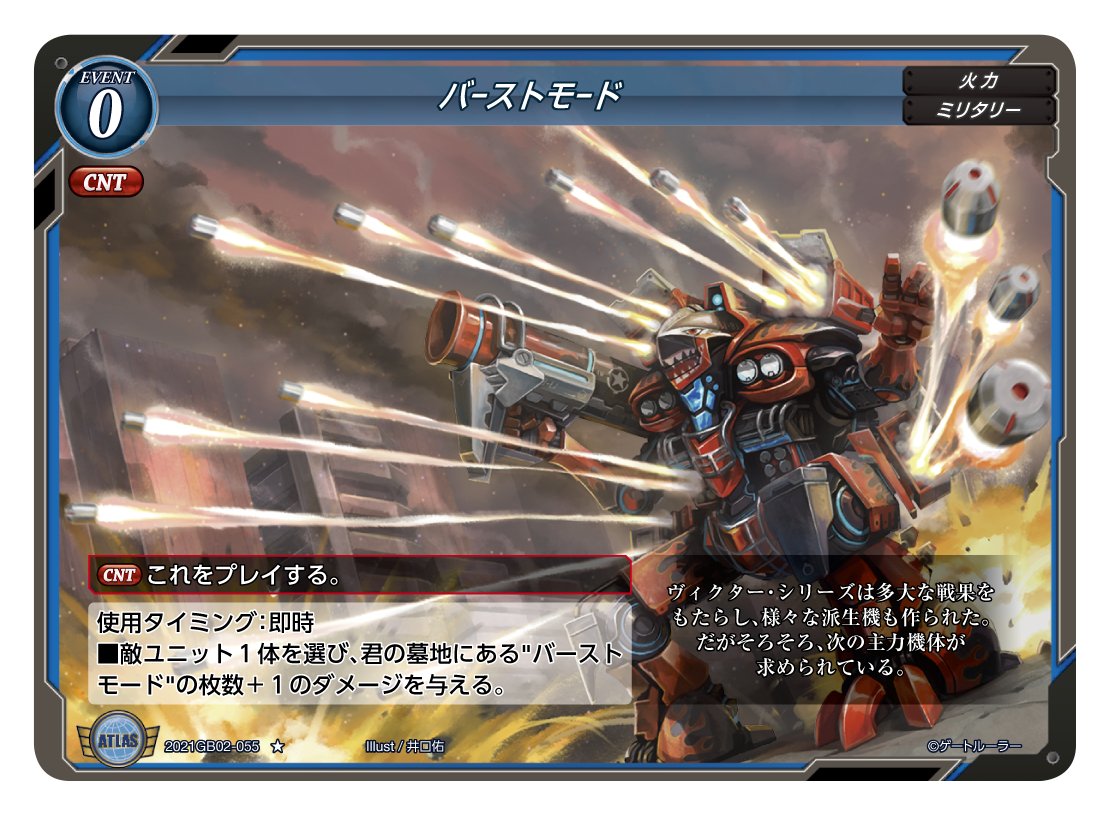 EVENT
0
バーストモード
火力
ミリタリー
CNT
CNT これをプレイする。
使用タイミング：即時
■敵ユニット１体を選び、君の墓地にある"バースト
モード"の枚数＋１のダメージを与える。
ヴィクター・シリーズは多大な戦果を
もたらし、様々な派生機も作られた。
だがそろそろ、次の主力機体が
求められている。
ATLAS
2021GB02-055 ☆
Illust / 井口佑
©ゲートルーラー